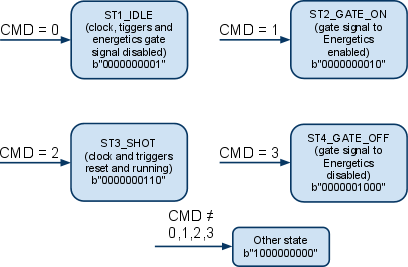 CMD = 0
ST1_IDLE
(clock, tiggers and
energetics gate
signal disabled)
b"0000000001"
CMD = 1
ST2_GATE_ON
(gate signal to
Energetics
enabled)
b"0000000010"
CMD = 2
ST3_SHOT
(clock and triggers
reset and running)
b"0000000110"
CMD = 3
ST4_GATE_OFF
(gate signal to
Energetics
disabled)
b"0000001000"
CMD ≠
0,1,2,3
Other state
b"1000000000"